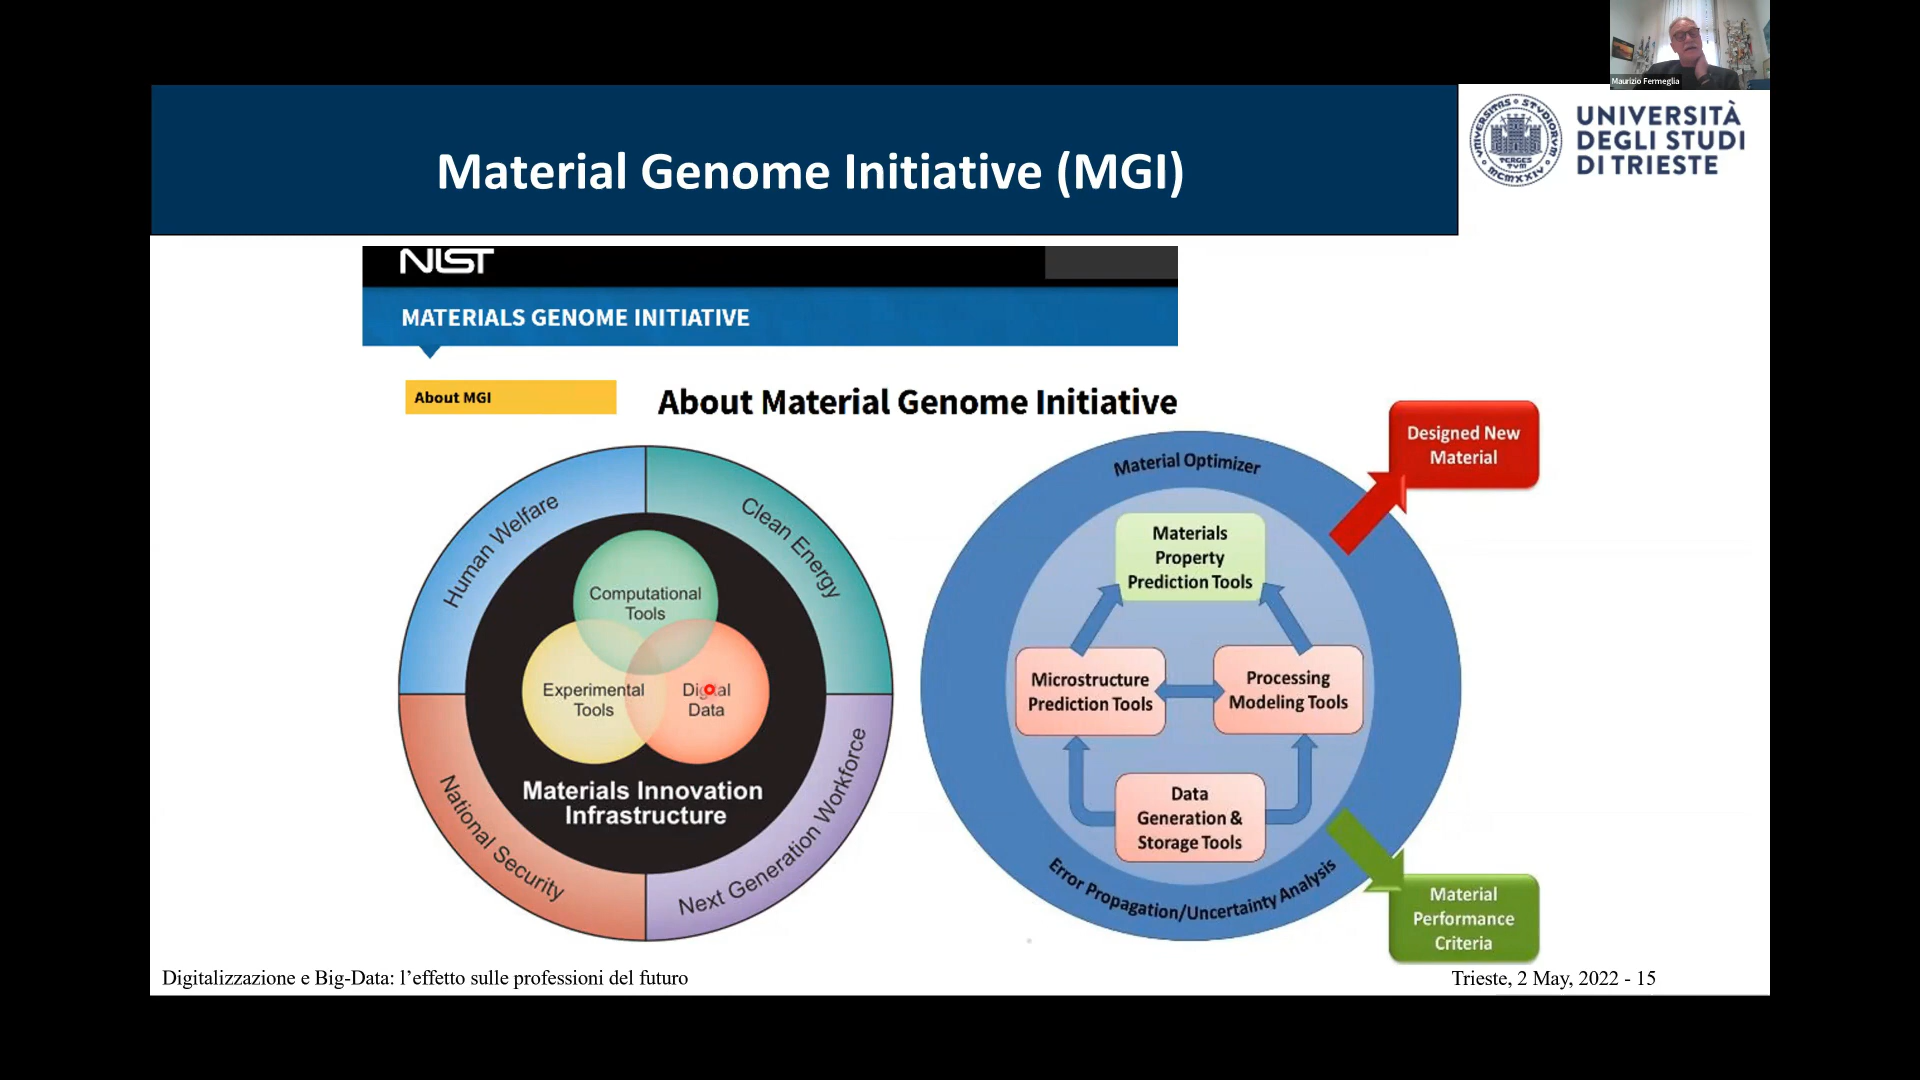 Maurizio Fermeglia
Material Genome Initiative (MGI)
UNIVERSITÀ
DEGLI STUDI
DI TRIESTE
NIST
MATERIALS GENOME INITIATIVE
About MGI
About Material Genome Initiative
Human Welfare
Clean Energy
Computational
Tools
Experimental
Tools
Digital
Data
Materials Innovation
Infrastructure
National Security
Next Generation Workforce
Material Optimizer
Designed New
Material
Materials
Property
Prediction Tools
Microstructure
Prediction Tools
Processing
Modeling Tools
Data
Generation &
Storage Tools
Error Propagation/Uncertainty Analysis
Material
Performance
Criteria
Digitalizzazione e Big-Data: l’effetto sulle professioni del futuro
Trieste, 2 May, 2022 - 15